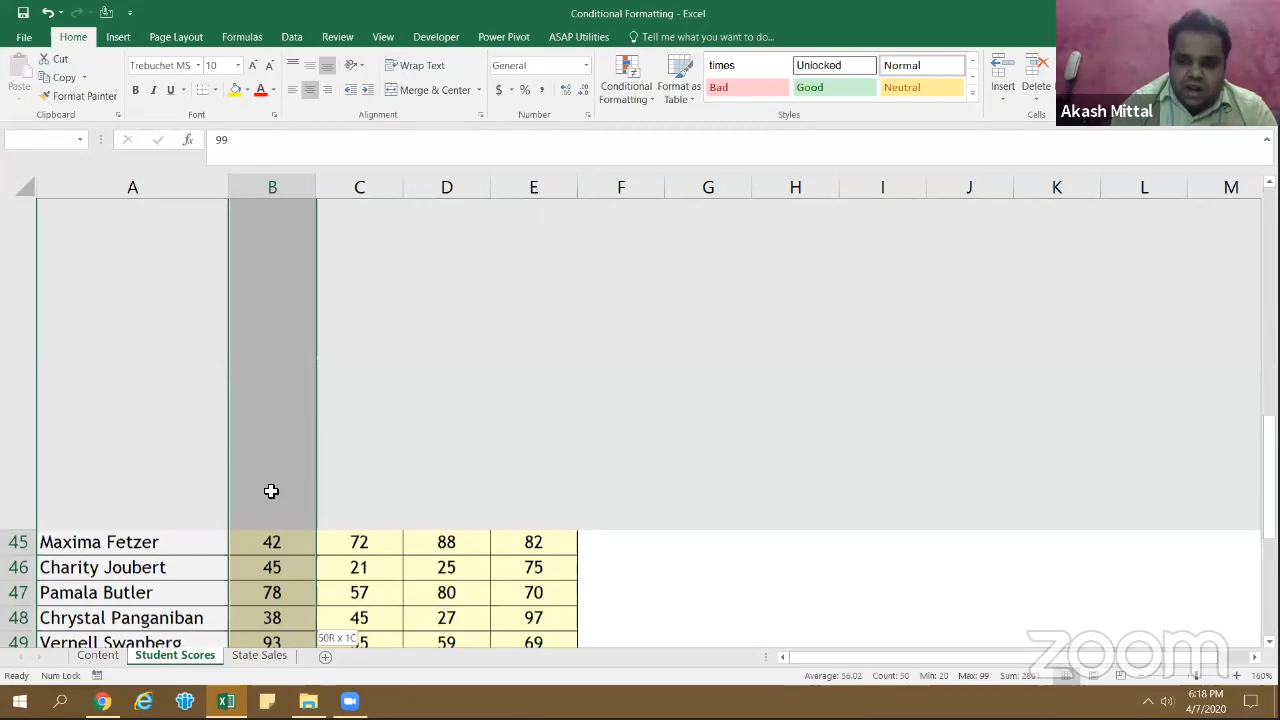 Conditional Formatting - Excel
File Home Insert Page Layout Formulas Data Review View Developer Power Pivot ASAP Utilities Tell me what you want to do...
Paste
Cut
Copy
Format Painter
Clipboard
Trebuchet MS 10
B I U
Font
Wrap Text
Merge & Center
Alignment
General
$ % ,
Number
Conditional Formatting
Format as Table
times Unlocked Normal
Bad Good Neutral
Styles
Insert Delete
Cells
Akash Mittal
fx 99
A B C D E F G H I J K L M
45 Maxima Fetzer 42 72 88 82
46 Charity Joubert 45 21 25 75
47 Pamala Butler 78 57 80 70
48 Chrystal Panganiban 38 45 27 97
49 Vernell Swanberg 93 59 69
50R x 1C
Content Student Scores State Sales
zoom
Ready Num Lock Average: 56.02 Count: 50 Min: 20 Max: 99 Sum: 160%
6:18 PM
4/7/2020